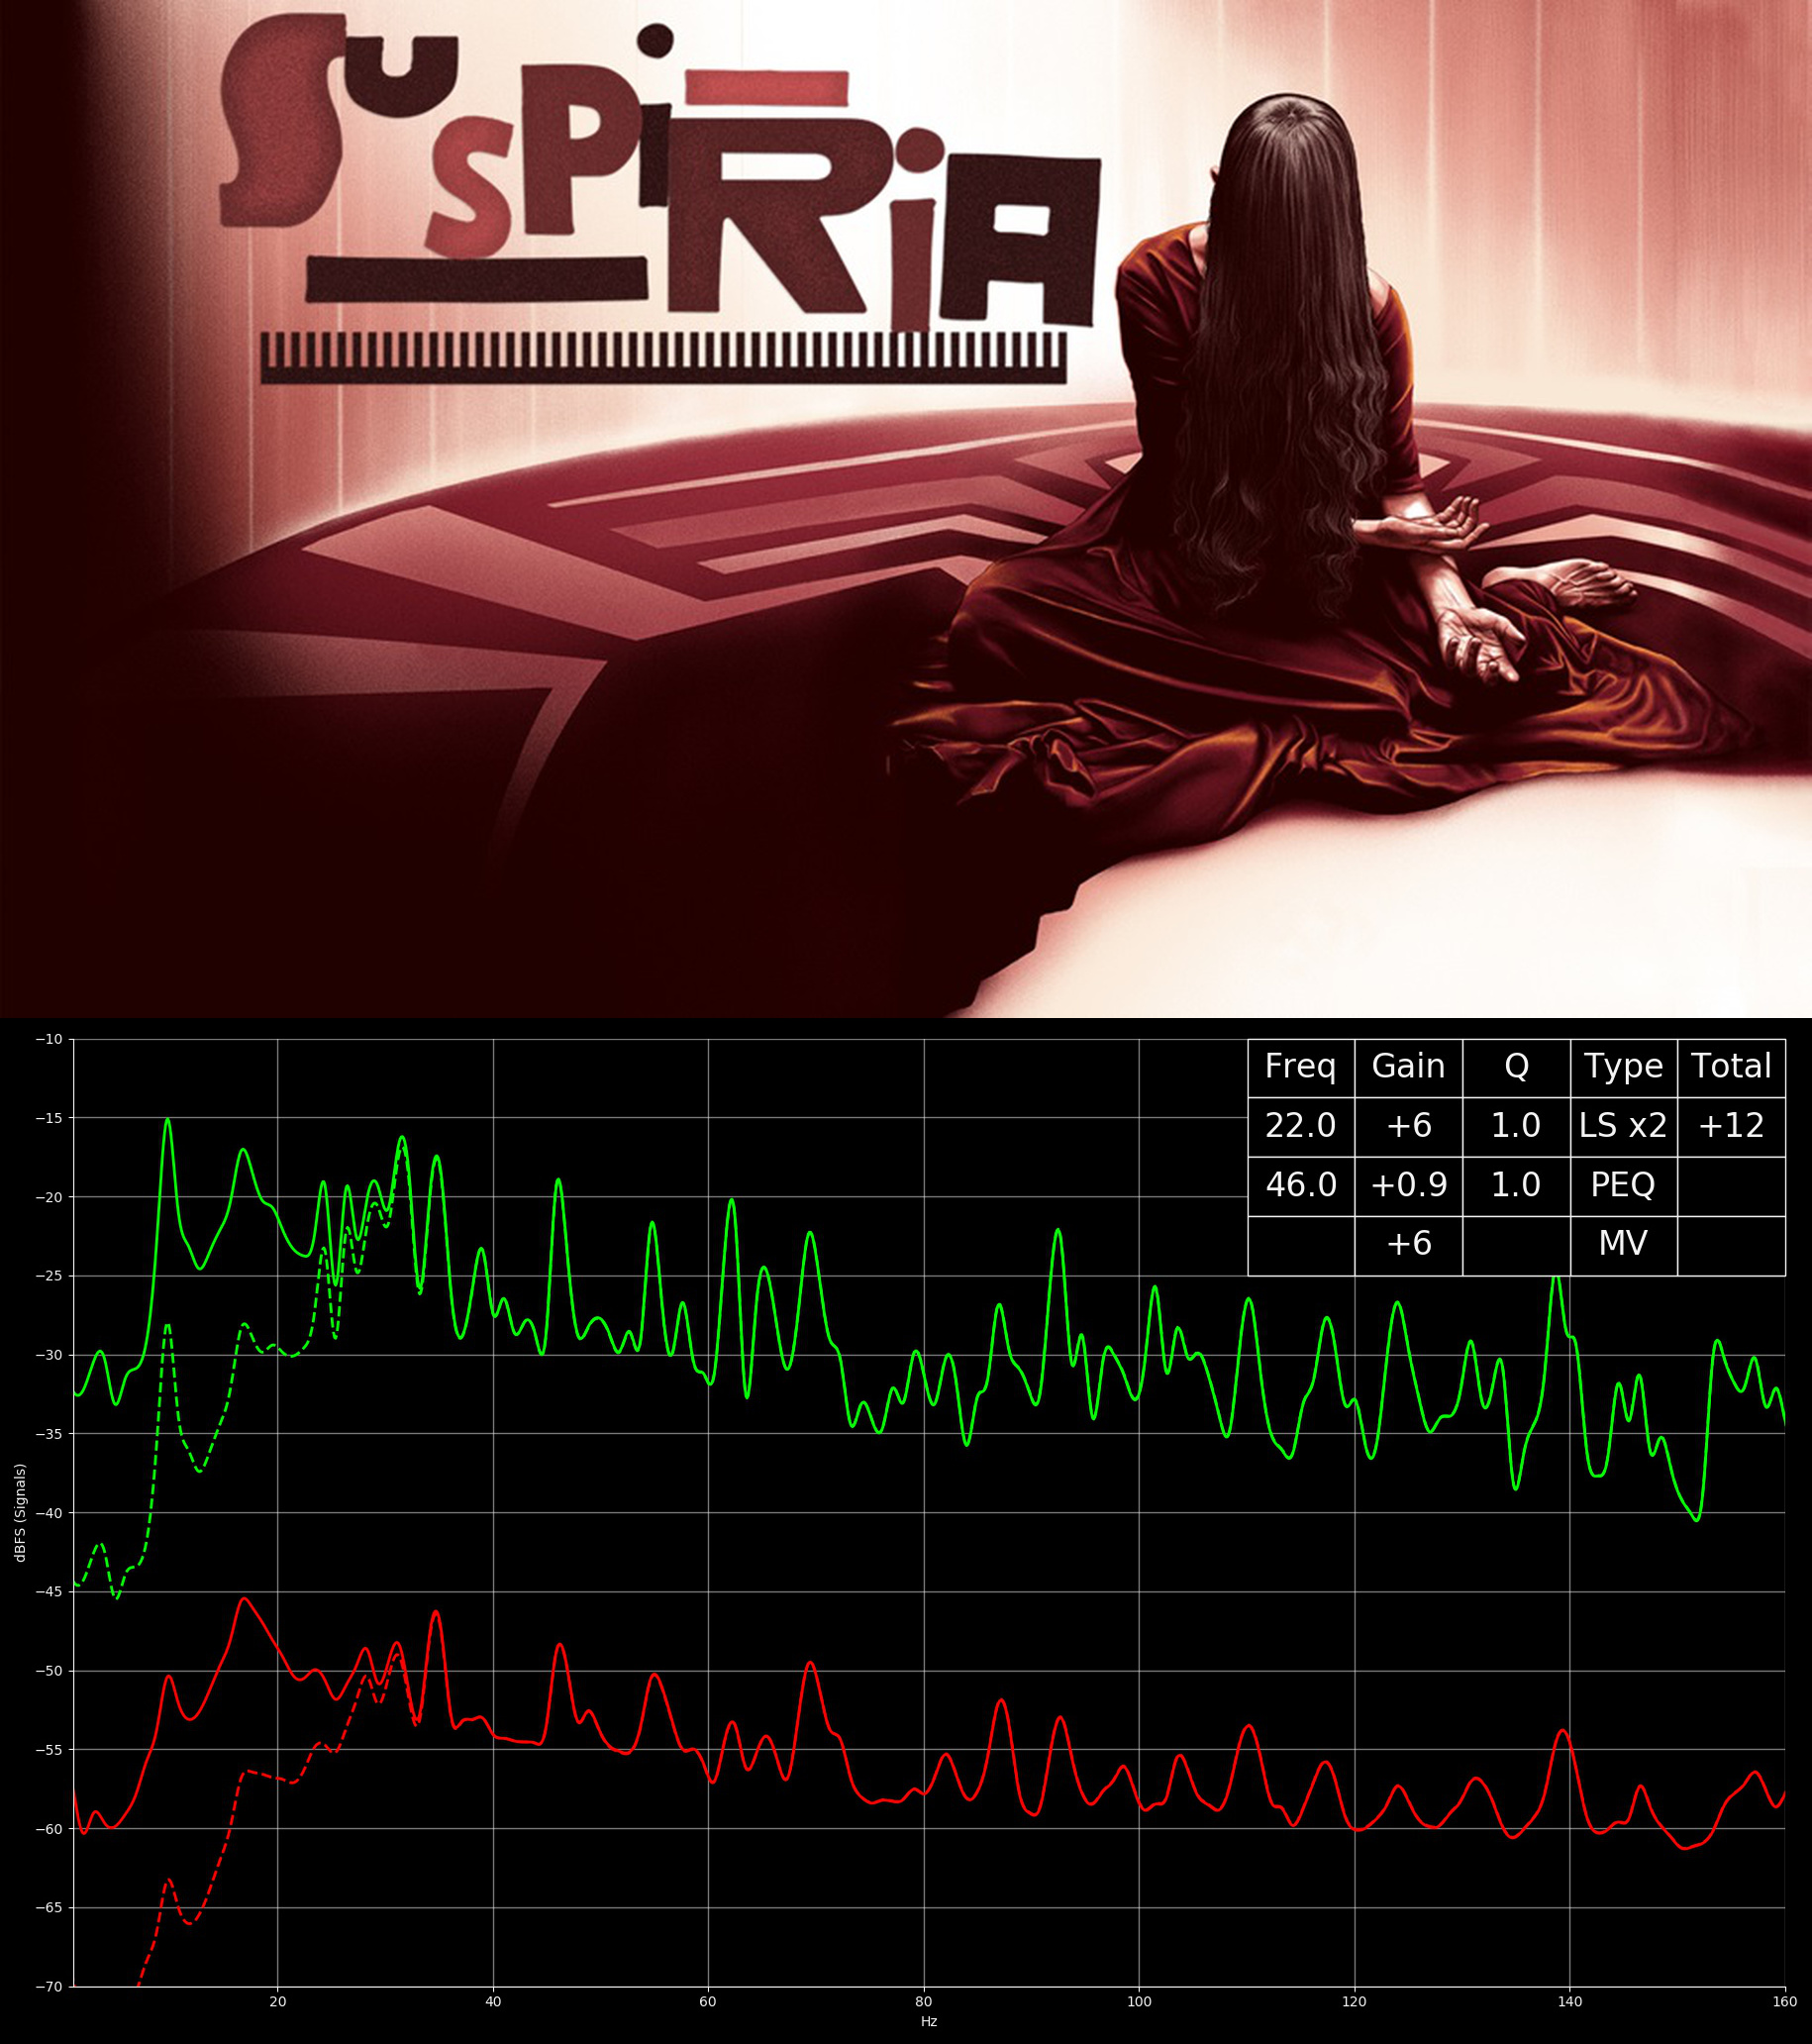 SUSPIRIA
Freq Gain Q Type Total
22.0 +6 1.0 LS x2 +12
46.0 +0.9 1.0 PEQ
+6 MV
−10
−15
−20
−25
−30
−35
−40
−45
−50
−55
−60
−65
−70
dBFS (Signals)
20 40 60 80 100 120 140 160
Hz